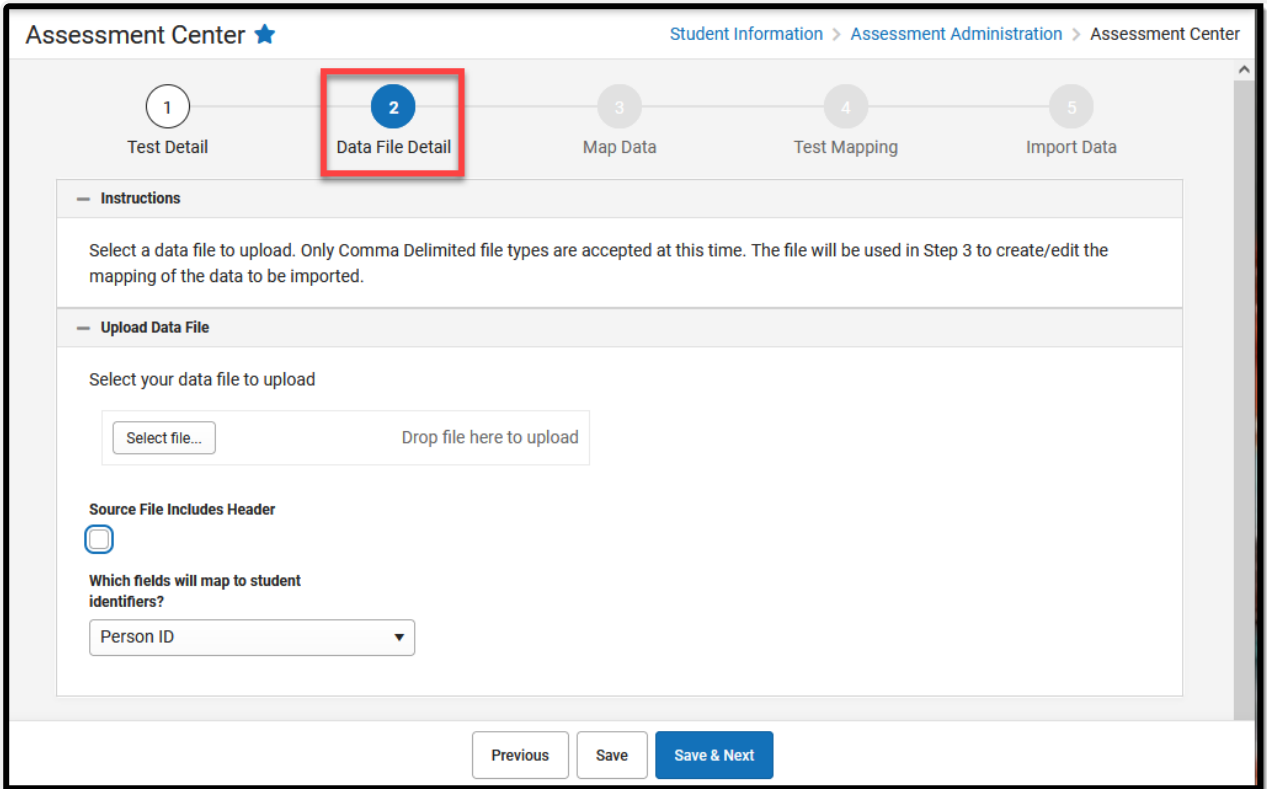 Assessment Center
Student Information > Assessment Administration > Assessment Center
1
2
3
4
5
Test Detail
Data File Detail
Map Data
Test Mapping
Import Data
Instructions
Select a data file to upload. Only Comma Delimited file types are accepted at this time. The file will be used in Step 3 to create/edit the
mapping of the data to be imported.
Upload Data File
Select your data file to upload
Select file...
Drop file here to upload
Source File Includes Header
Which fields will map to student
identifiers?
Person ID
Previous
Save
Save & Next